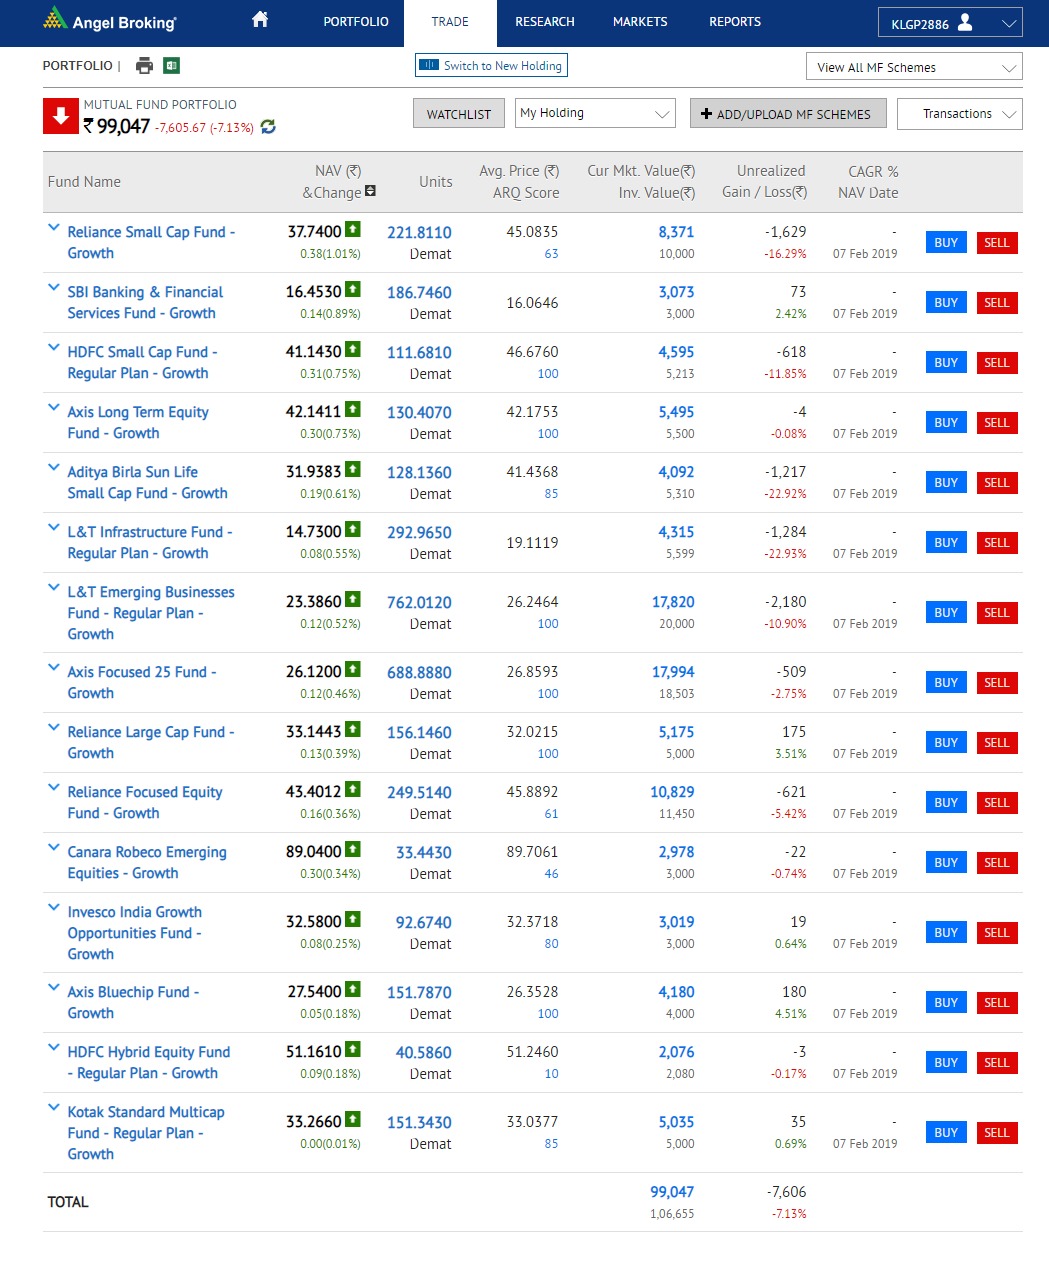 Angel Broking
PORTFOLIO TRADE RESEARCH MARKETS REPORTS
KLGP2886
PORTFOLIO |
Switch to New Holding
View All MF Schemes
MUTUAL FUND PORTFOLIO
₹ 99,047 -7,605.67 (-7.13%)
WATCHLIST
My Holding
ADD/UPLOAD MF SCHEMES
Transactions
Fund Name
NAV (₹)
&Change
Units
Avg. Price (₹)
ARQ Score
Cur Mkt. Value(₹)
Inv. Value(₹)
Unrealized
Gain / Loss(₹)
CAGR %
NAV Date
Reliance Small Cap Fund - 37.7400 221.8110 45.0835 8,371 -1,629 - BUY SELL
Growth 0.38(1.01%) Demat 63 10,000 -16.29% 07 Feb 2019
SBI Banking & Financial 16.4530 186.7460 16.0646 3,073 73 - BUY SELL
Services Fund - Growth 0.14(0.89%) Demat 3,000 2.42% 07 Feb 2019
HDFC Small Cap Fund - 41.1430 111.6810 46.6760 4,595 -618 - BUY SELL
Regular Plan - Growth 0.31(0.75%) Demat 100 5,213 -11.85% 07 Feb 2019
Axis Long Term Equity 42.1411 130.4070 42.1753 5,495 -4 - BUY SELL
Fund - Growth 0.30(0.73%) Demat 100 5,500 -0.08% 07 Feb 2019
Aditya Birla Sun Life 31.9383 128.1360 41.4368 4,092 -1,217 - BUY SELL
Small Cap Fund - Growth 0.19(0.61%) Demat 85 5,310 -22.92% 07 Feb 2019
L&T Infrastructure Fund - 14.7300 292.9650 19.1119 4,315 -1,284 - BUY SELL
Regular Plan - Growth 0.08(0.55%) Demat 5,599 -22.93% 07 Feb 2019
L&T Emerging Businesses
Fund - Regular Plan - 23.3860 762.0120 26.2464 17,820 -2,180 - BUY SELL
Growth 0.12(0.52%) Demat 100 20,000 -10.90% 07 Feb 2019
Axis Focused 25 Fund - 26.1200 688.8880 26.8593 17,994 -509 - BUY SELL
Growth 0.12(0.46%) Demat 100 18,503 -2.75% 07 Feb 2019
Reliance Large Cap Fund - 33.1443 156.1460 32.0215 5,175 175 - BUY SELL
Growth 0.13(0.39%) Demat 100 5,000 3.51% 07 Feb 2019
Reliance Focused Equity 43.4012 249.5140 45.8892 10,829 -621 - BUY SELL
Fund - Growth 0.16(0.36%) Demat 61 11,450 -5.42% 07 Feb 2019
Canara Robeco Emerging 89.0400 33.4430 89.7061 2,978 -22 - BUY SELL
Equities - Growth 0.30(0.34%) Demat 46 3,000 -0.74% 07 Feb 2019
Invesco India Growth
Opportunities Fund - 32.5800 92.6740 32.3718 3,019 19 - BUY SELL
Growth 0.08(0.25%) Demat 80 3,000 0.64% 07 Feb 2019
Axis Bluechip Fund - 27.5400 151.7870 26.3528 4,180 180 - BUY SELL
Growth 0.05(0.18%) Demat 100 4,000 4.51% 07 Feb 2019
HDFC Hybrid Equity Fund 51.1610 40.5860 51.2460 2,076 -3 - BUY SELL
- Regular Plan - Growth 0.09(0.18%) Demat 10 2,080 -0.17% 07 Feb 2019
Kotak Standard Multicap
Fund - Regular Plan - 33.2660 151.3430 33.0377 5,035 35 - BUY SELL
Growth 0.00(0.01%) Demat 85 5,000 0.69% 07 Feb 2019
TOTAL 99,047 -7,606
1,06,655 -7.13%